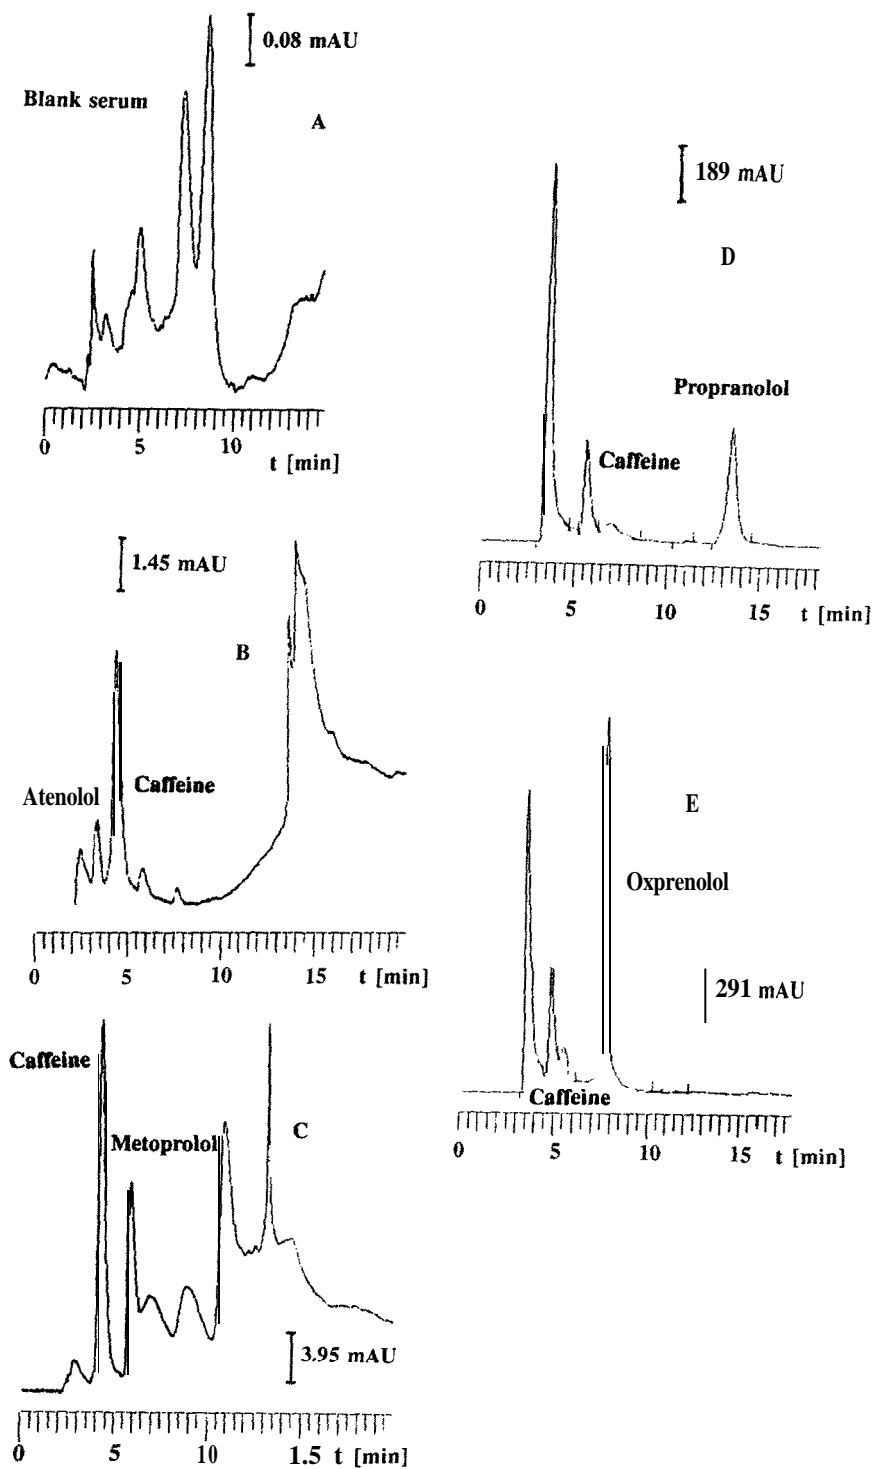 0.08 mAU
Blank serum
A
0 5 10
t [min]
1.45 mAU
B
Atenolol
Caffeine
0 5 10 15 t [min]
Caffeine
Metoprolol
C
3.95 mAU
0 5 10 1.5 t [min]
189 mAU
D
Propranolol
Caffeine
0 5 10 15 t [min]
E
Oxprenolol
291 mAU
Caffeine
0 5 10 15 t [min]